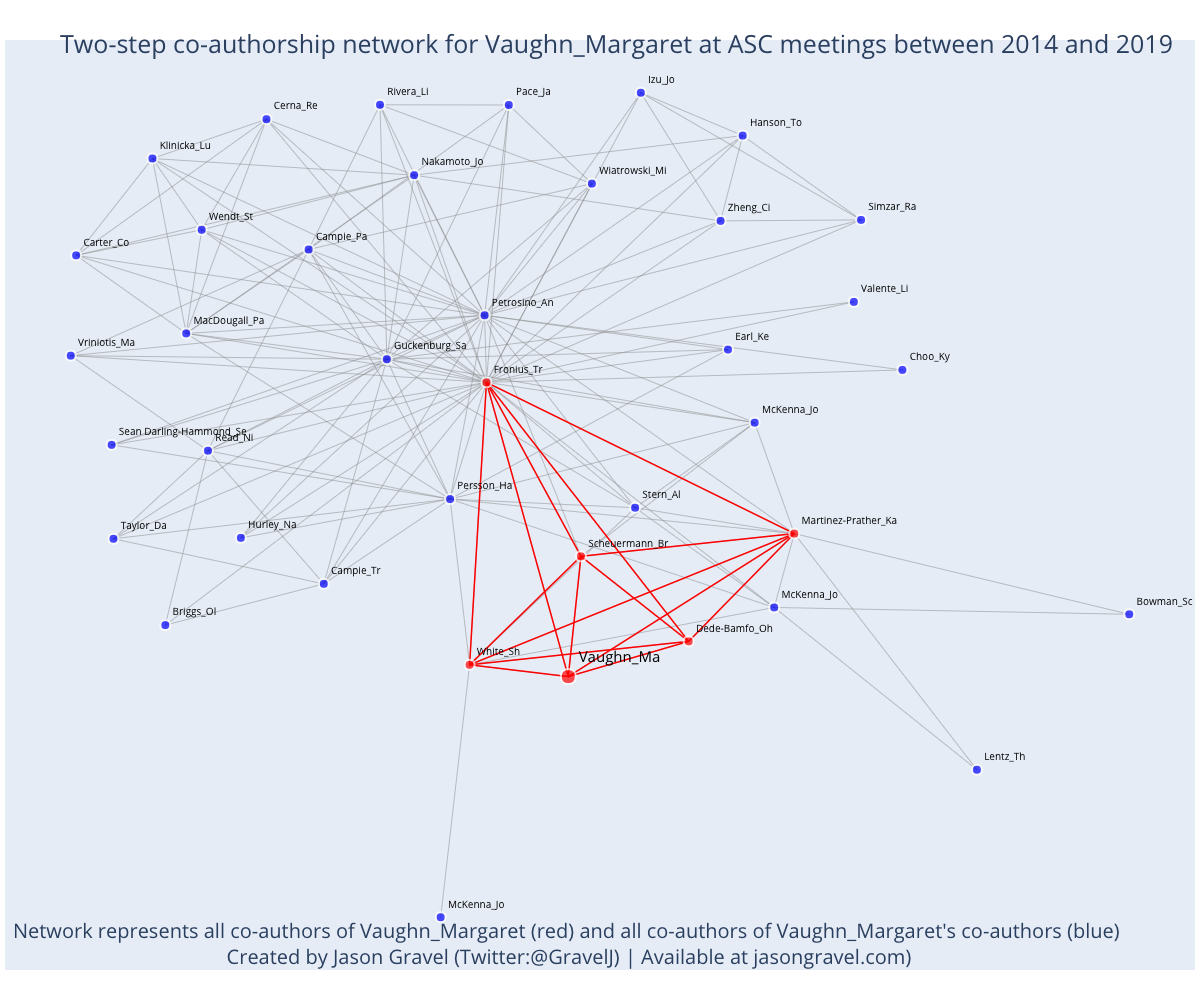 Two-step co-authorship network for Vaughn_Margaret at ASC meetings between 2014 and 2019
Izu_Jo
Rivera_Li
Pace_Ja
Cerna_Re
Hanson_To
Klinicka_Lu
Nakamoto_Jo
Wiatrowski_Mi
Simzar_Ra
Zheng_Ci
Wendt_St
Campie_Pa
Carter_Co
Valente_Li
Petrosino_An
MacDougall_Pa
Earl_Ke
Vriniotis_Ma
Guckenburg_Sa
Choo_Ky
Fronius_Tr
McKenna_Jo
Sean Darling-Hammond_Se
Read_Ni
Persson_Ha
Stern_Al
Martinez-Prather_Ka
Taylor_Da
Hurley_Na
Scheuermann_Br
Campie_Tr
McKenna_Jo
Bowman_Sc
Briggs_Ol
Dede-Bamfo_Oh
White_Sh
Vaughn_Ma
Lentz_Th
McKenna_Jo
Network represents all co-authors of Vaughn_Margaret (red) and all co-authors of Vaughn_Margaret's co-authors (blue)
Created by Jason Gravel (Twitter:@GravelJ) | Available at jasongravel.com)